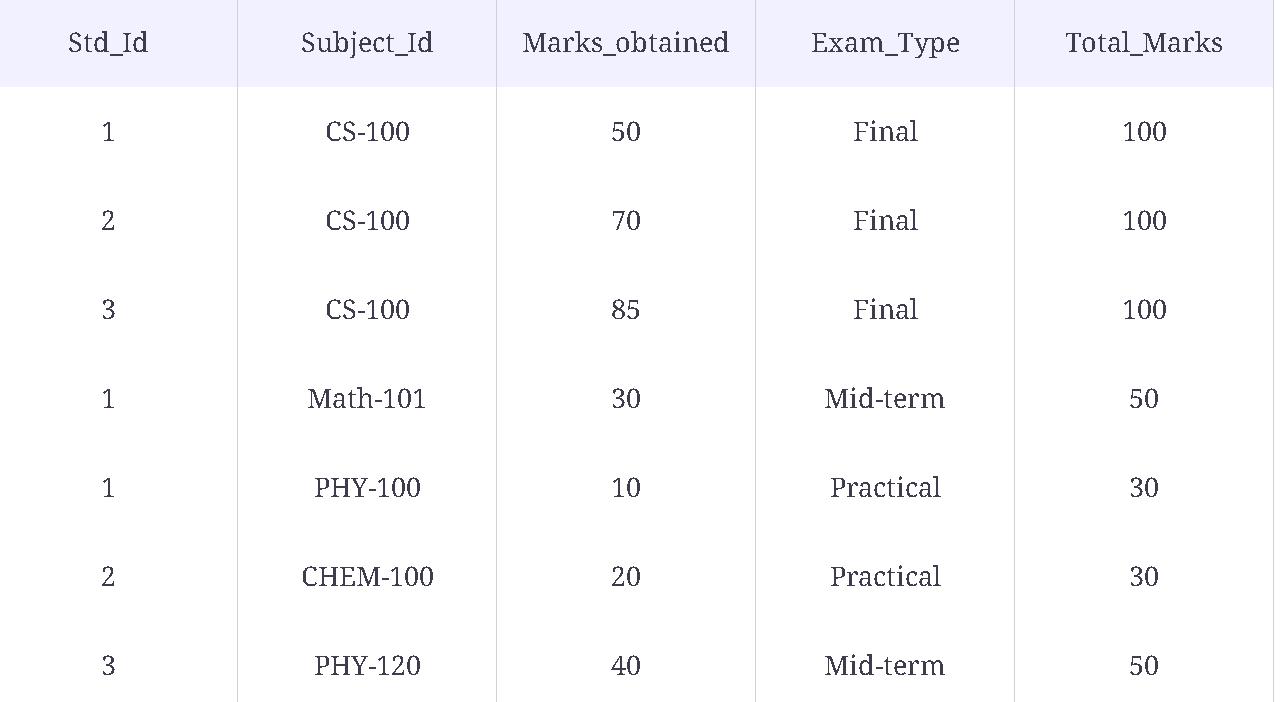 Std_Id Subject_Id Marks_obtained Exam_Type Total_Marks
1 CS-100 50 Final 100
2 CS-100 70 Final 100
3 CS-100 85 Final 100
1 Math-101 30 Mid-term 50
1 PHY-100 10 Practical 30
2 CHEM-100 20 Practical 30
3 PHY-120 40 Mid-term 50